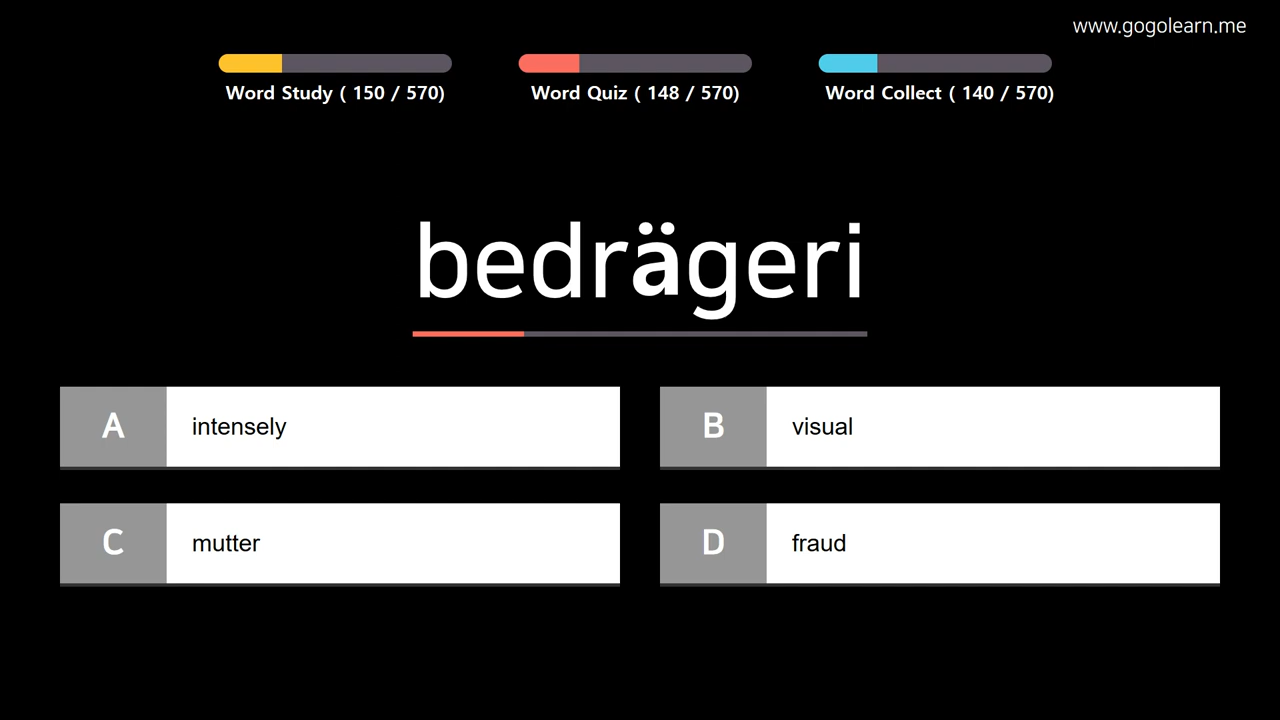 www.gogolearn.me
Word Study ( 150 / 570)
Word Quiz ( 148 / 570)
Word Collect ( 140 / 570)
bedrägeri
A intensely
B visual
C mutter
D fraud